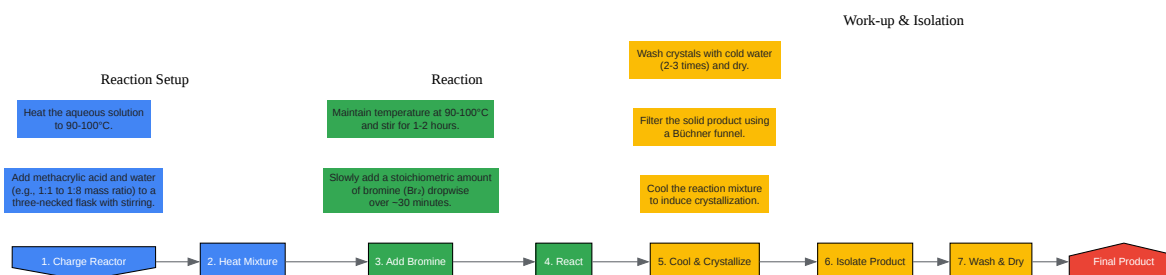 Work-up & Isolation
Reaction Setup
Reaction
Wash crystals with cold water
(2-3 times) and dry.
Heat the aqueous solution
to 90-100°C.
Maintain temperature at 90-100°C
and stir for 1-2 hours.
Filter the solid product using
a Büchner funnel.
Add methacrylic acid and water
(e.g., 1:1 to 1:8 mass ratio) to a
three-necked flask with stirring.
Slowly add a stoichiometric amount
of bromine (Br₂) dropwise
over ~30 minutes.
Cool the reaction mixture
to induce crystallization.
1. Charge Reactor
2. Heat Mixture
3. Add Bromine
4. React
5. Cool & Crystallize
6. Isolate Product
7. Wash & Dry
Final Product